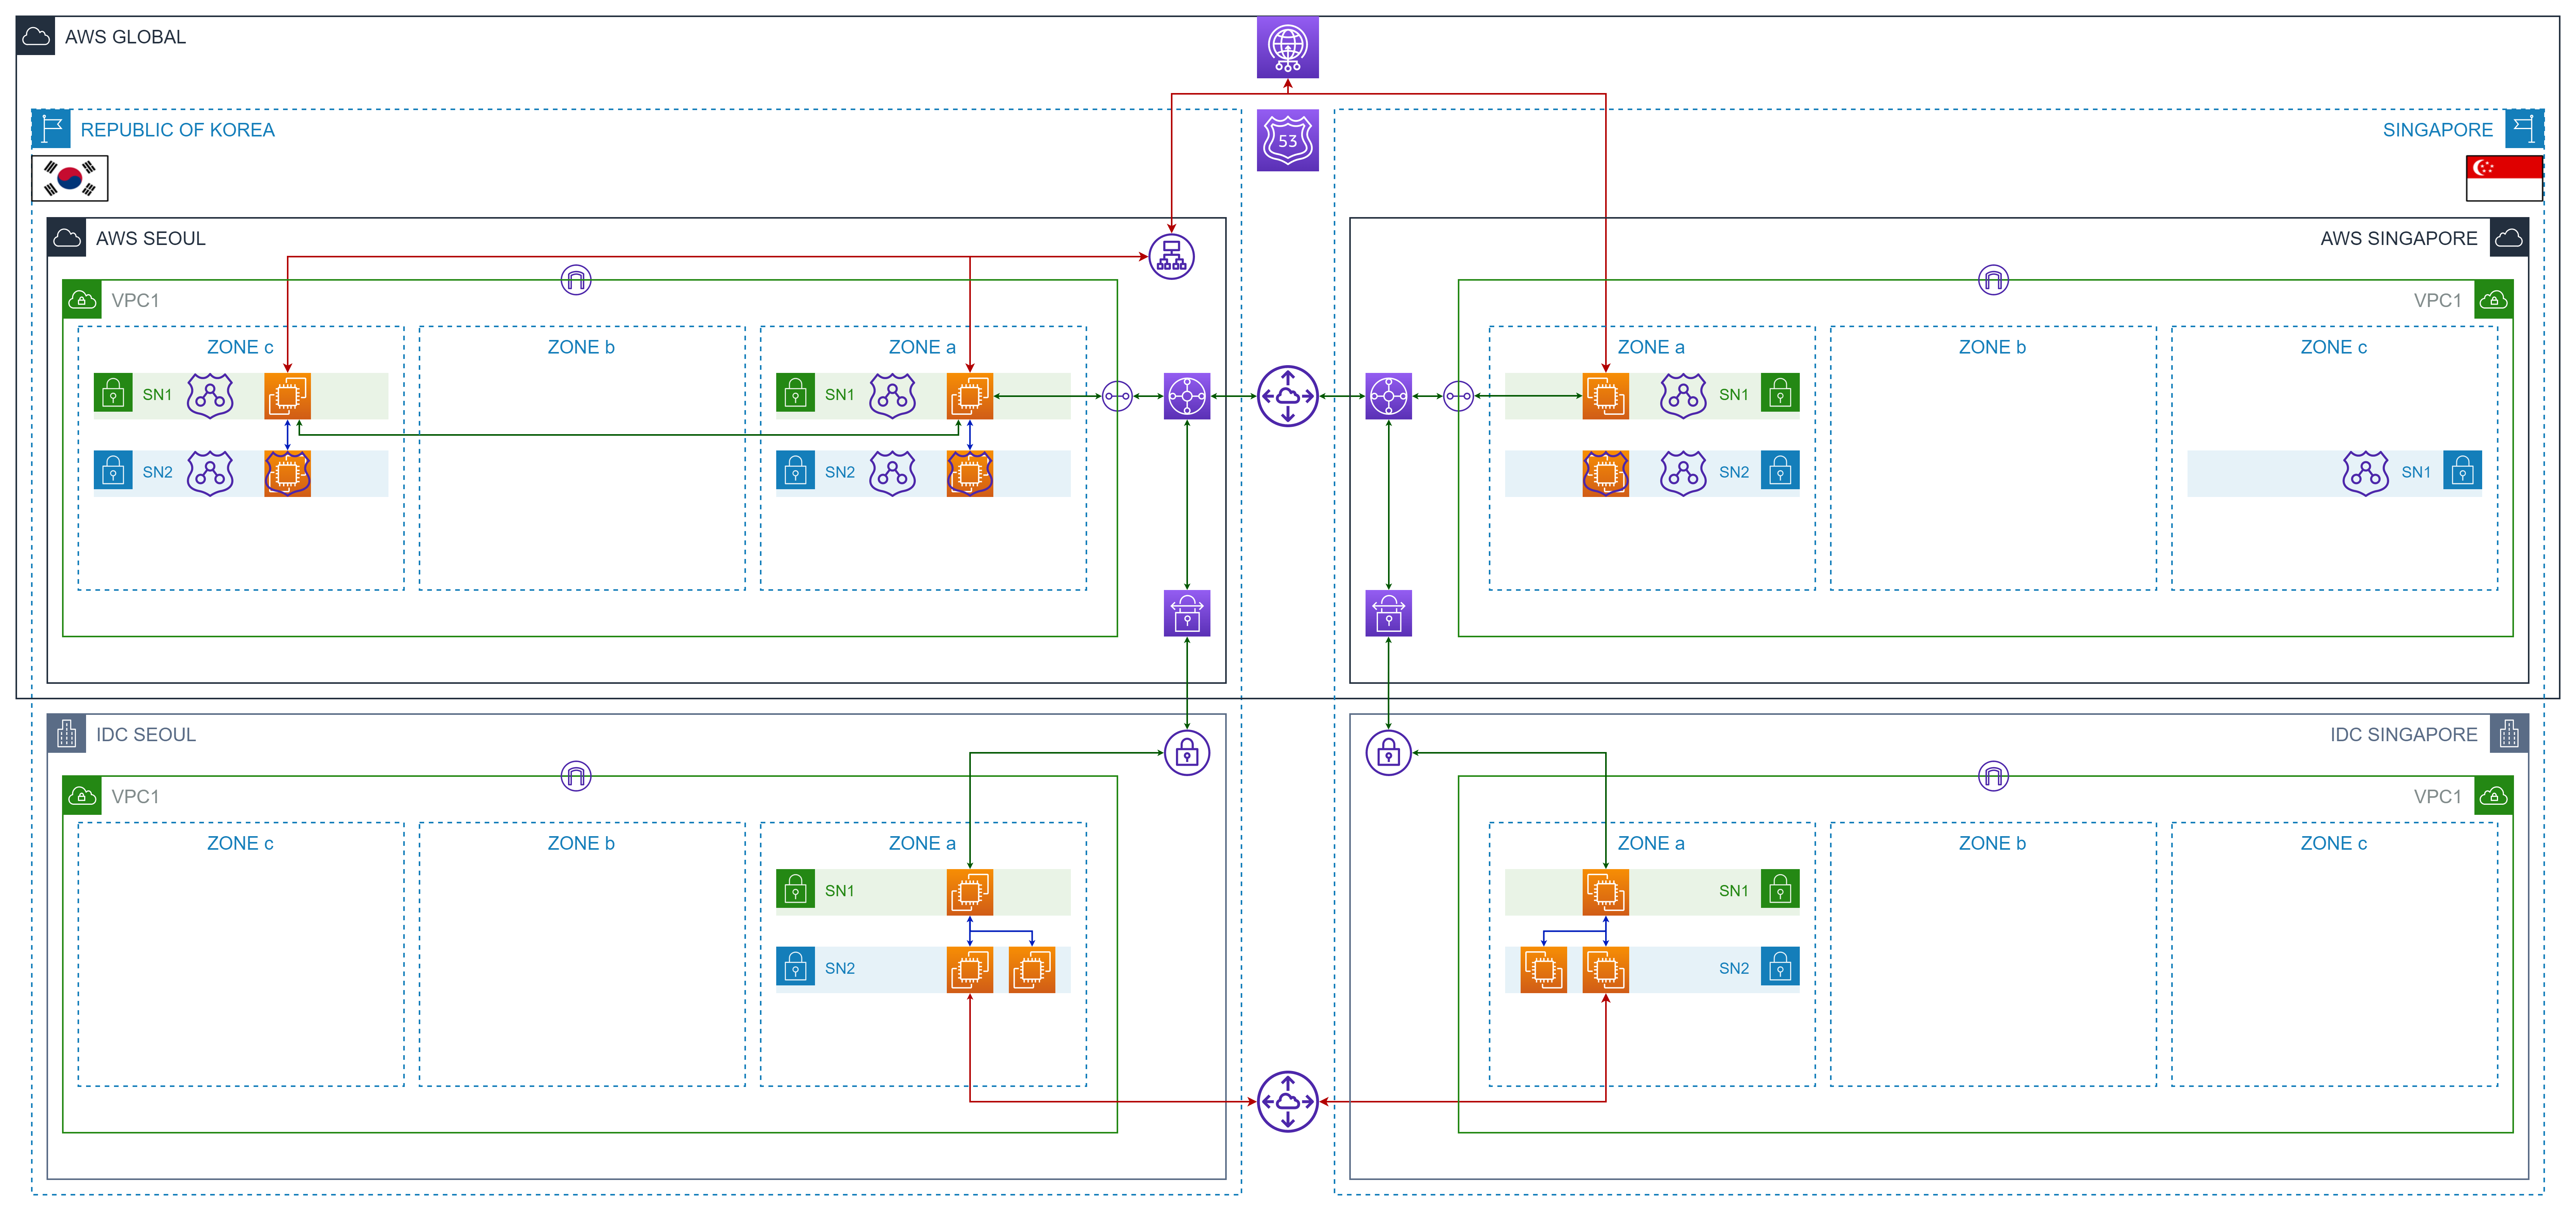 AWS GLOBAL
REPUBLIC OF KOREA
53
SINGAPORE
AWS SEOUL
AWS SINGAPORE
VPC1
VPC1
ZONE c
ZONE b
ZONE a
ZONE a
ZONE b
ZONE c
SN1
SN1
SN1
SN2
SN2
SN2
SN1
IDC SEOUL
IDC SINGAPORE
VPC1
VPC1
ZONE c
ZONE b
ZONE a
ZONE a
ZONE b
ZONE c
SN1
SN1
SN2
SN2